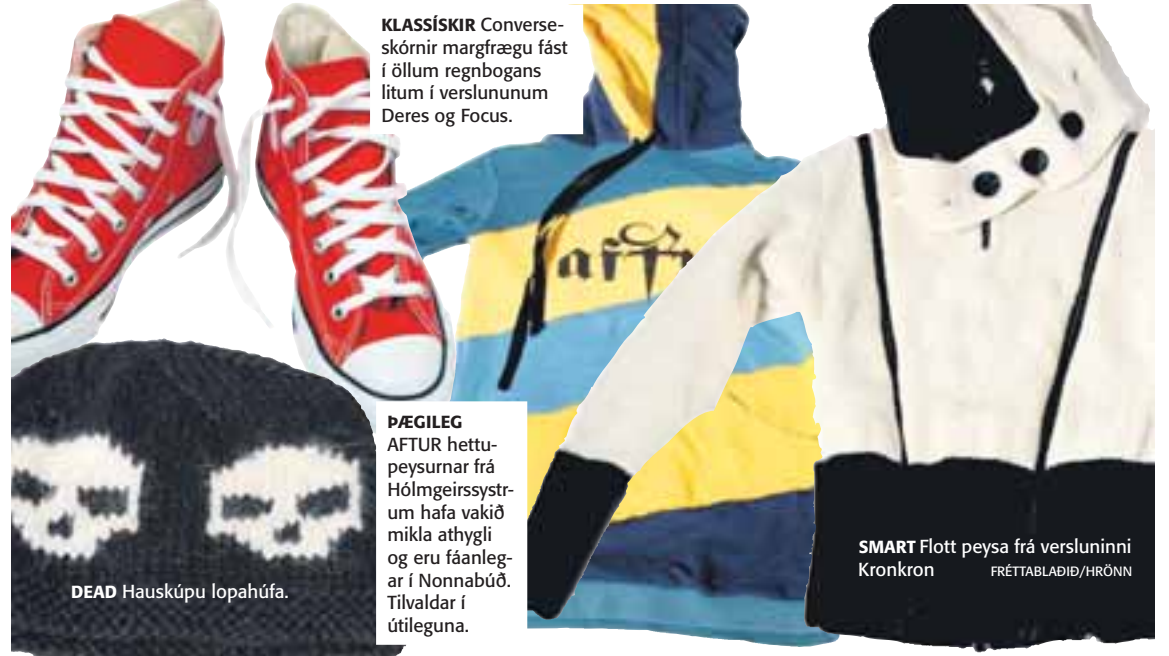 KLASSÍSKIR Converse-
skórnir margfrægu fást
í öllum regnbogans
litum í verslununum
Deres og Focus.
ÞÆGILEG
AFTUR hettu-
peysurnar frá
Hólmgeirssystr-
um hafa vakið
mikla athygli
og eru fáanleg-
ar í Nonnabúð.
Tilvaldar í
útileguna.
DEAD Hauskúpu lopahúfa.
SMART Flott peysa frá versluninni
Kronkron FRÉTTABLAÐIÐ/HRÖNN